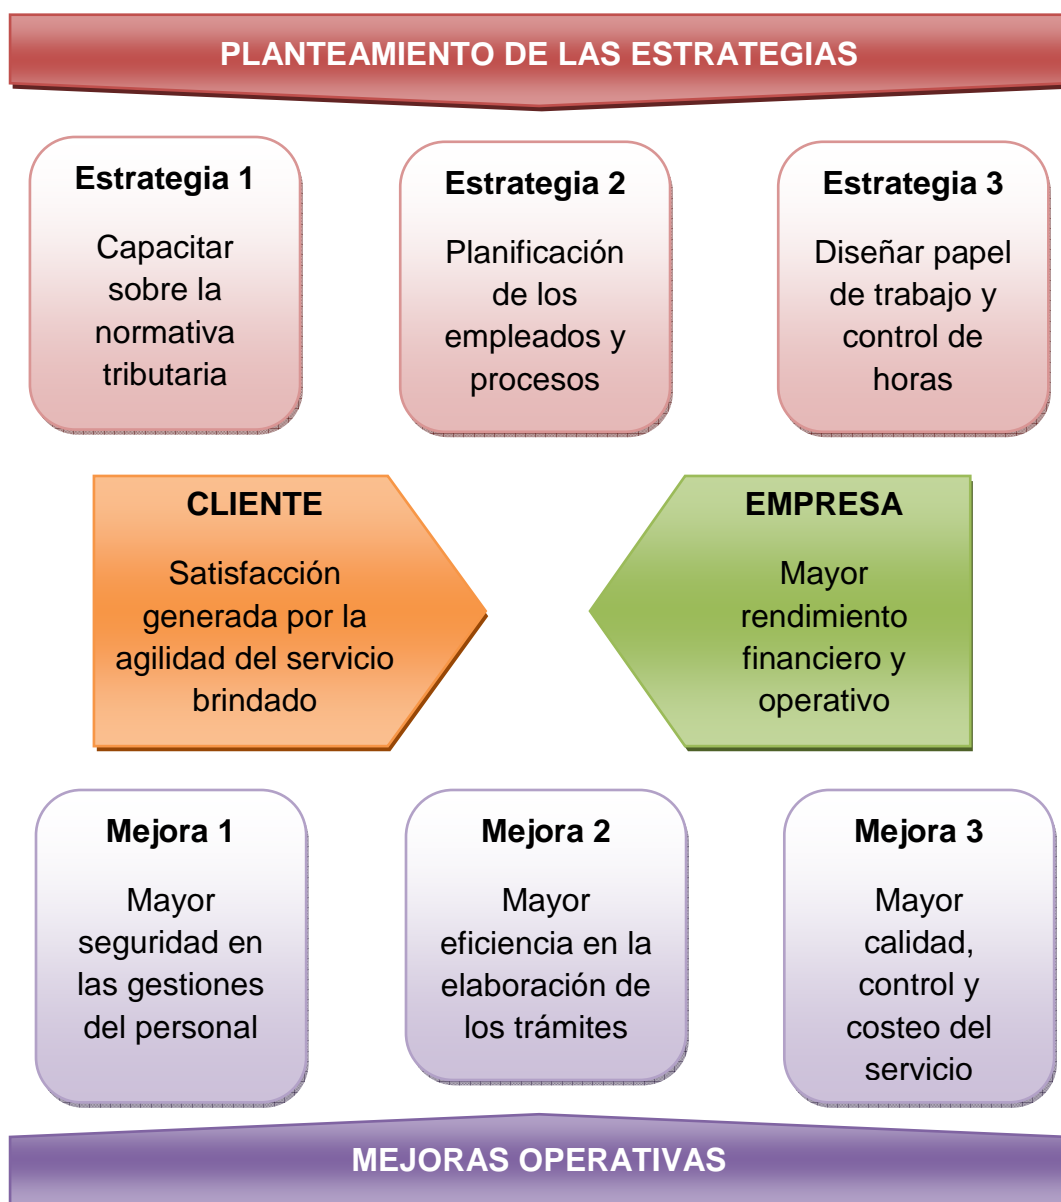 PLANTEAMIENTO DE LAS ESTRATEGIAS
Estrategia 1
Capacitar
sobre la
normativa
tributaria
Estrategia 2
Planificación
de los
empleados y
procesos
Estrategia 3
Diseñar papel
de trabajo y
control de
horas
CLIENTE
Satisfacción
generada por la
agilidad del servicio
brindado
EMPRESA
Mayor
rendimiento
financiero y
operativo
Mejora 1
Mayor
seguridad en
las gestiones
del personal
Mejora 2
Mayor
eficiencia en la
elaboración de
los trámites
Mejora 3
Mayor
calidad,
control y
costeo del
servicio
MEJORAS OPERATIVAS